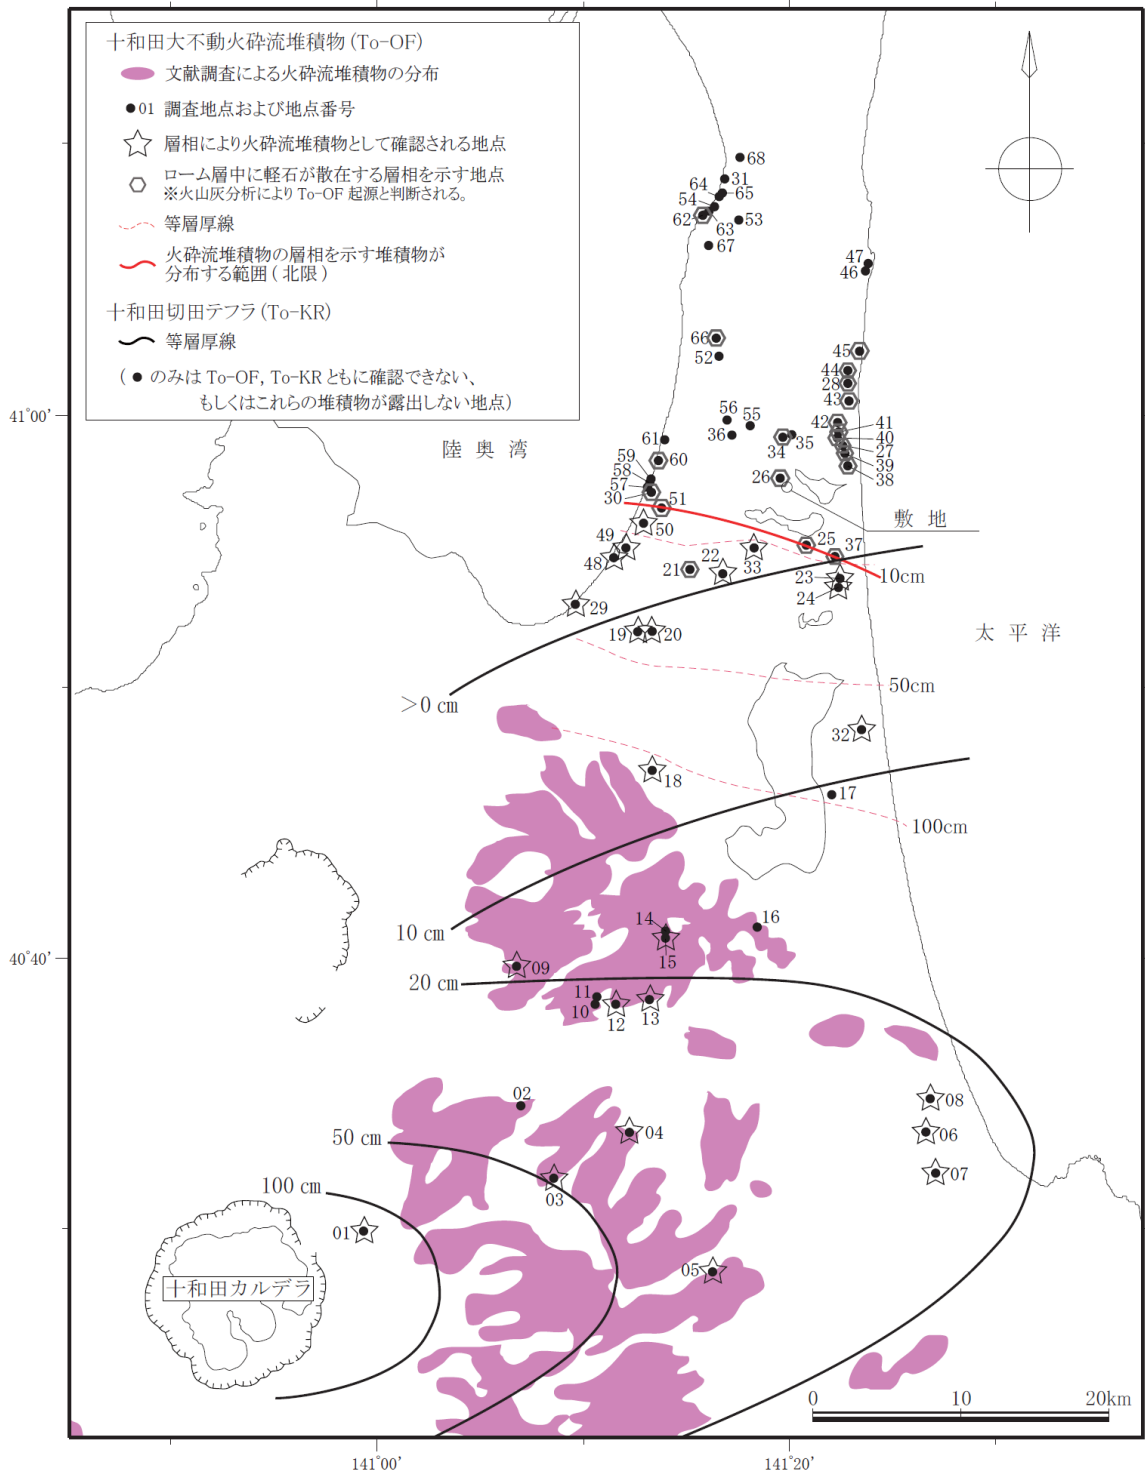 十和田大不動火砕流堆積物 (To-OF)
文献調査による火砕流堆積物の分布
01 調査地点および地点番号
層相により火砕流堆積物として確認される地点
ローム層中に軽石が散在する層相を示す地点
※火山灰分析により To-OF 起源と判断される。
等層厚線
火砕流堆積物の層相を示す堆積物が
分布する範囲 ( 北限 )
十和田切田テフラ (To-KR)
等層厚線
( ● のみは To-OF, To-KR ともに確認できない、
もしくはこれらの堆積物が露出しない地点)
68
31
64
65
54
62
63
53
67
47
46
66
52
45
44
28
43
41°00'
56
55
42
41
36
34
35
40
27
39
38
陸奥湾
61
59
60
58
57
30
26
51
敷地
50
49
48
25
37
33
22
21
23
24
10cm
29
19
20
太平洋
50cm
>0 cm
32
18
17
100cm
10 cm
14
15
16
40°40'
09
20 cm
11
10
12
13
02
04
08
06
50 cm
03
07
100 cm
01
05
十和田カルデラ
0 10 20km
141°00'
141°20'